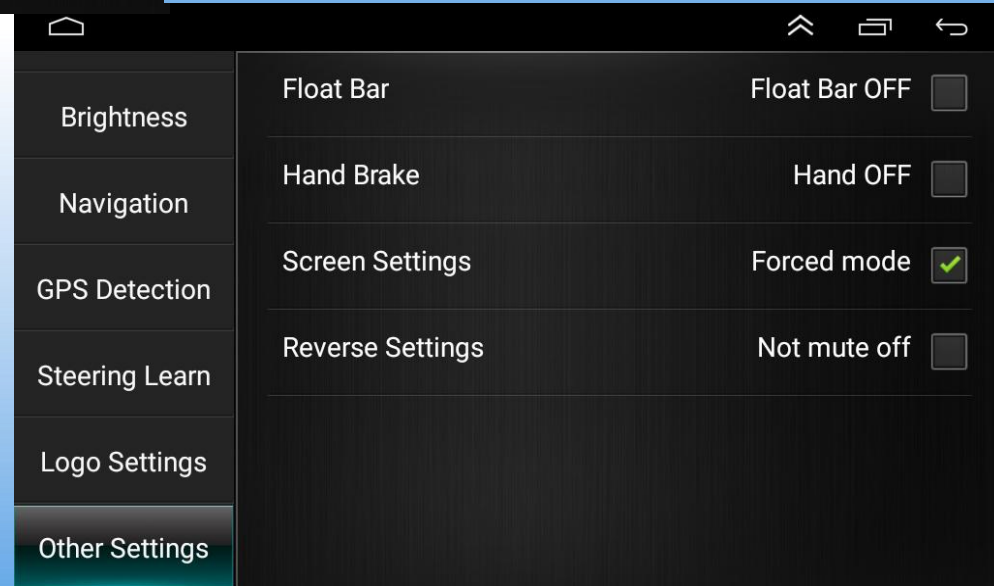 Brightness
Navigation
GPS Detection
Steering Learn
Logo Settings
Other Settings
Float Bar Float Bar OFF
Hand Brake Hand OFF
Screen Settings Forced mode
Reverse Settings Not mute off